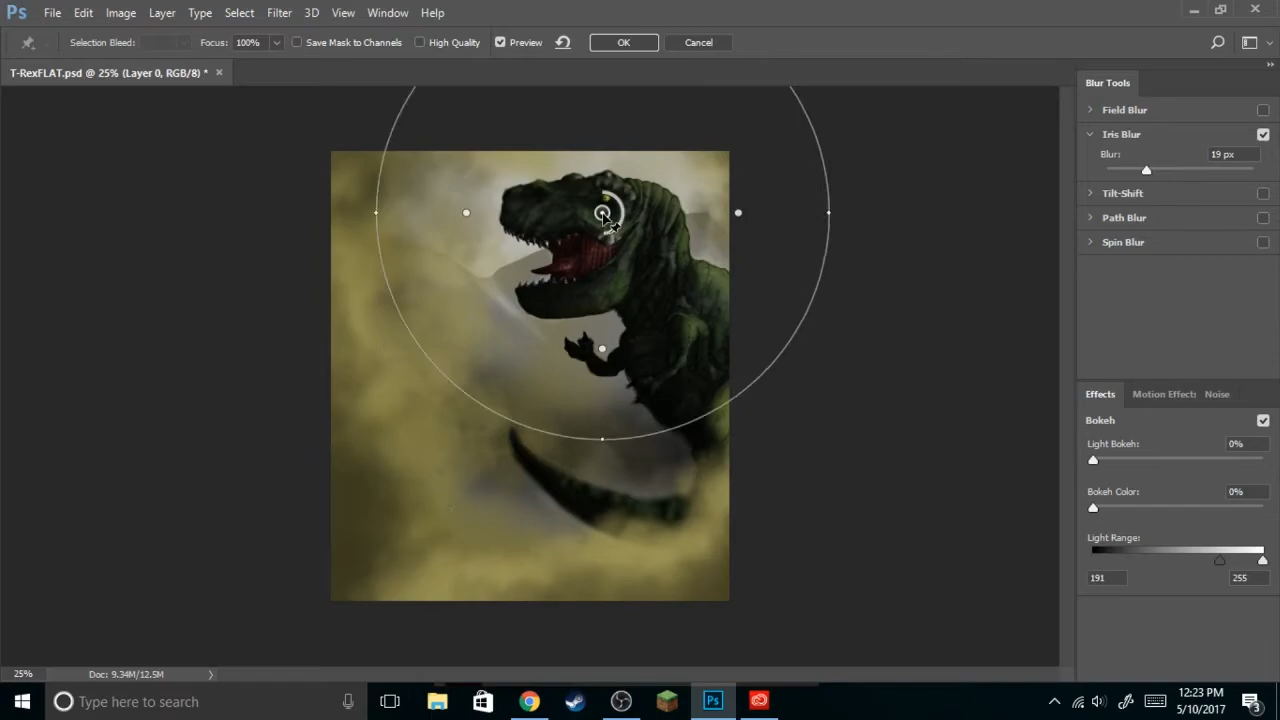 Ps File Edit Image Layer Type Select Filter 3D View Window Help
Selection Bleed: Focus: 100% Save Mask to Channels High Quality Preview OK Cancel
T-RexFLAT.psd @ 25% (Layer 0, RGB/8) * ×
Blur Tools
Field Blur
Iris Blur
Blur: 19 px
Tilt-Shift
Path Blur
Spin Blur
Effects Motion Effects Noise
Bokeh
Light Bokeh: 0%
Bokeh Color: 0%
Light Range:
191 255
25% Doc: 9.34M/12.5M
Type here to search
Ps
12:23 PM
5/10/2017
3